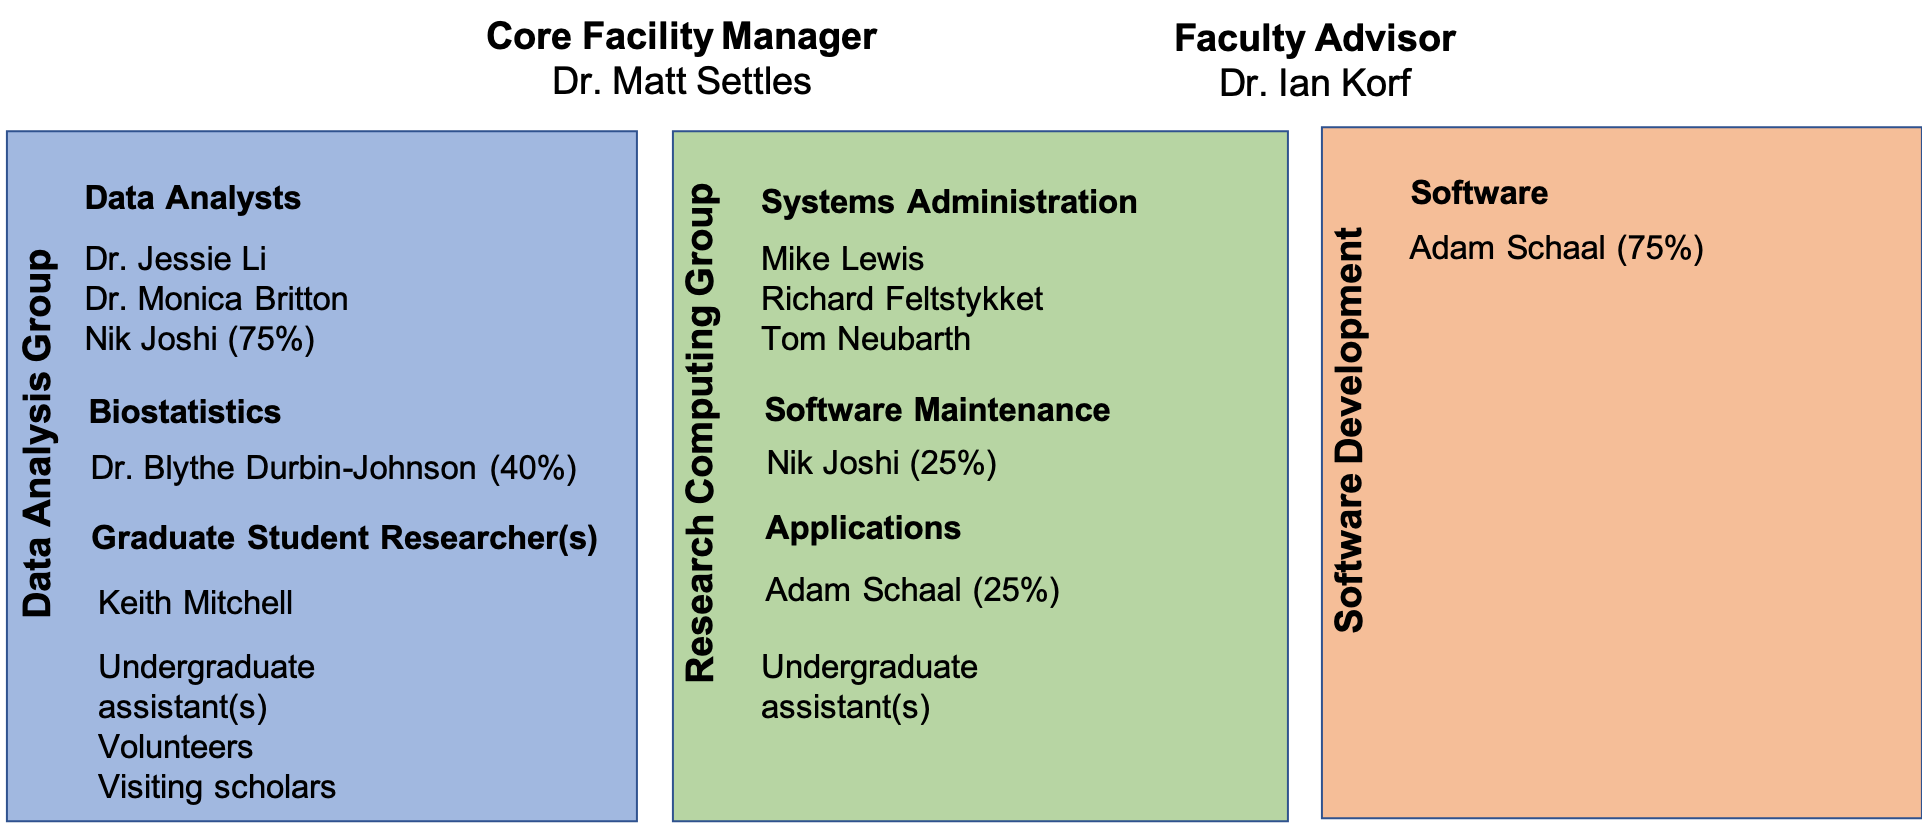 Core Facility Manager
Dr. Matt Settles
Faculty Advisor
Dr. Ian Korf
Data Analysis Group
Data Analysts
Dr. Jessie Li
Dr. Monica Britton
Nik Joshi (75%)
Biostatistics
Dr. Blythe Durbin-Johnson (40%)
Graduate Student Researcher(s)
Keith Mitchell
Undergraduate
assistant(s)
Volunteers
Visiting scholars
Research Computing Group
Systems Administration
Mike Lewis
Richard Feltstykket
Tom Neubarth
Software Maintenance
Nik Joshi (25%)
Applications
Adam Schaal (25%)
Undergraduate
assistant(s)
Software Development
Software
Adam Schaal (75%)